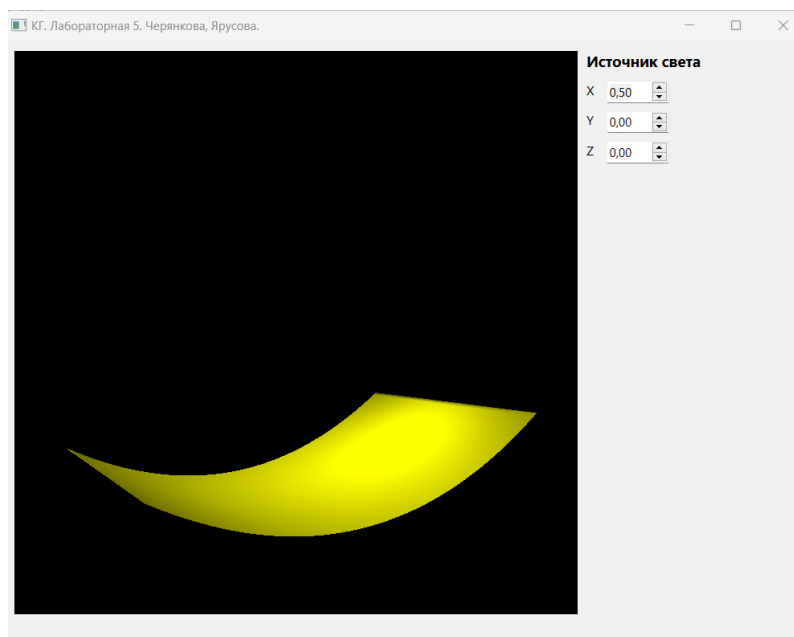 КГ. Лабораторная 5. Черянкова, Ярусова.
Источник света
X 0,50
Y 0,00
Z 0,00